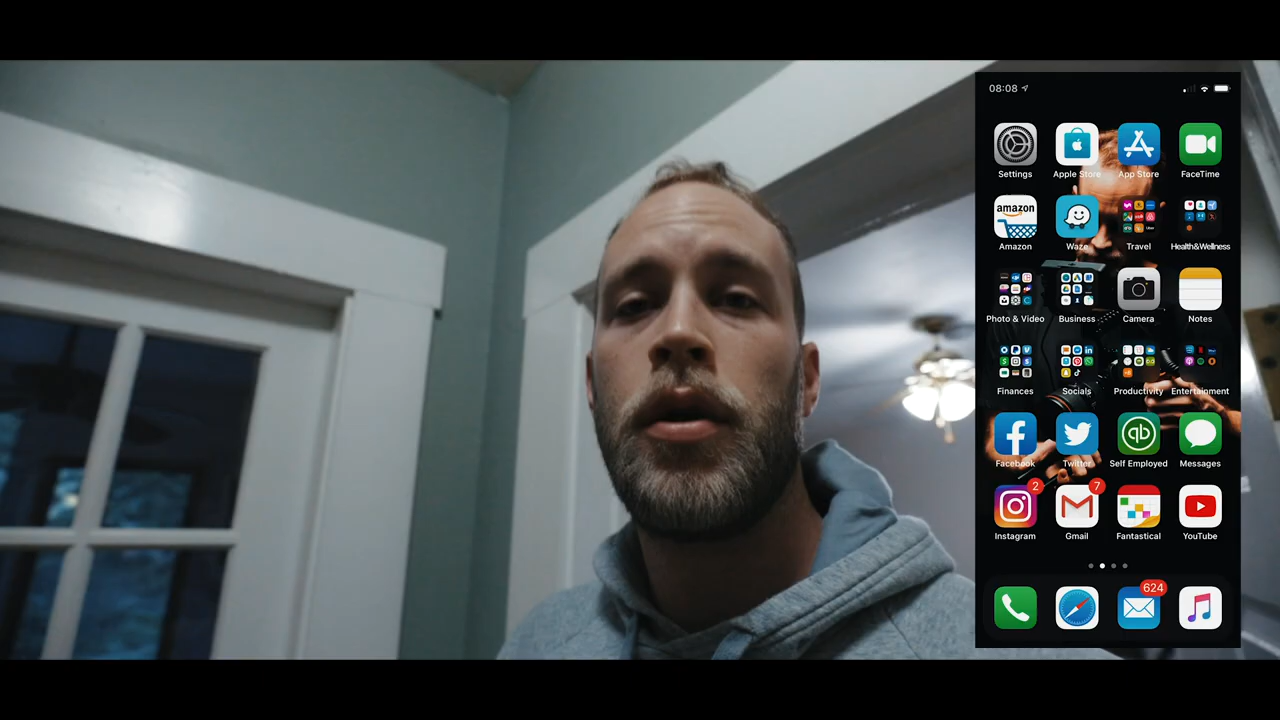 08:08
Settings Apple Store App Store FaceTime
amazon
Amazon Waze Travel Health&Wellness
Photo & Video Business Camera Notes
Finances Socials Productivity Entertainment
Facebook Twitter Self Employed Messages
2 7
Instagram Gmail Fantastical YouTube
624